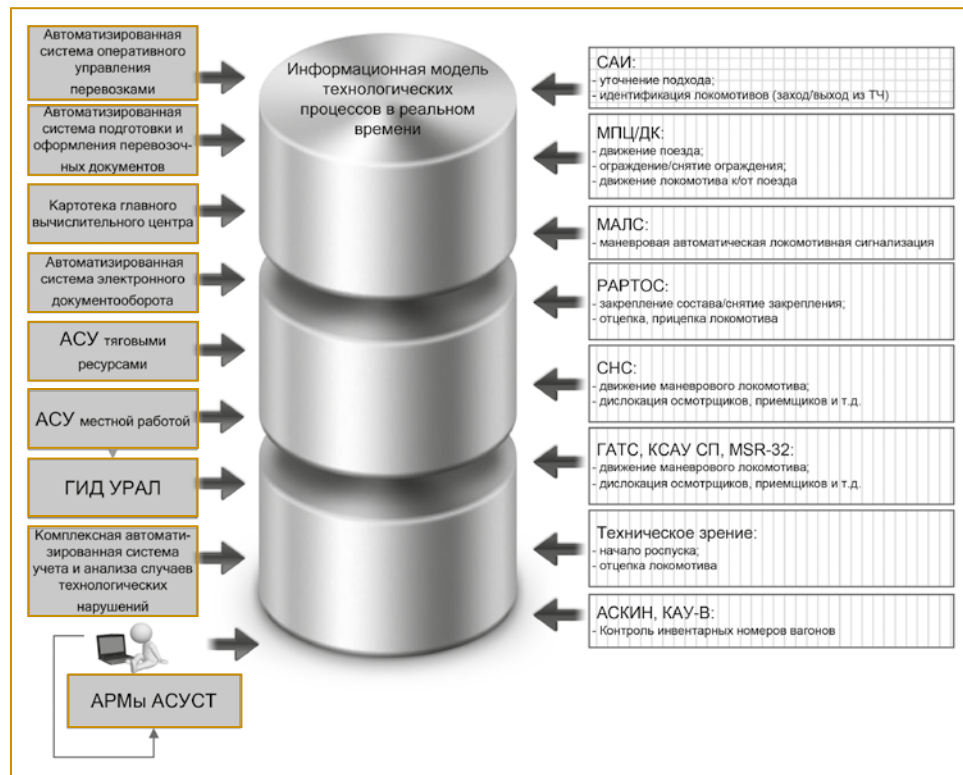 Автоматизированная
система оперативного
управления
перевозками
Автоматизированная
система подготовки и
оформления перевозоч-
ных документов
Картотека главного
вычислительного центра
Автоматизированная
система электронного
документооборота
АСУ тяговыми
ресурсами
АСУ местной работой
ГИД УРАЛ
Комплексная автомати-
зированная система
учета и анализа случаев
технологических
нарушений
АРМы АСУСТ
Информационная модель
технологических
процессов в реальном
времени
САИ:
- уточнение подхода;
- идентификация локомотивов (заход/выход из ТЧ)
МПЦ/ДК:
- движение поезда;
- ограждение/снятие ограждения;
- движение локомотива к/от поезда
МАЛС:
- маневровая автоматическая локомотивная сигнализация
РАРТОС:
- закрепление состава/снятие закрепления;
- отцепка, прицепка локомотива
СНС:
- движение маневрового локомотива;
- дислокация осмотрщиков, приемщиков и т.д.
ГАТС, КСАУ СП, MSR-32:
- движение маневрового локомотива;
- дислокация осмотрщиков, приемщиков и т.д.
Техническое зрение:
- начало роспуска;
- отцепка локомотива
АСКИН, КАУ-В:
- Контроль инвентарных номеров вагонов